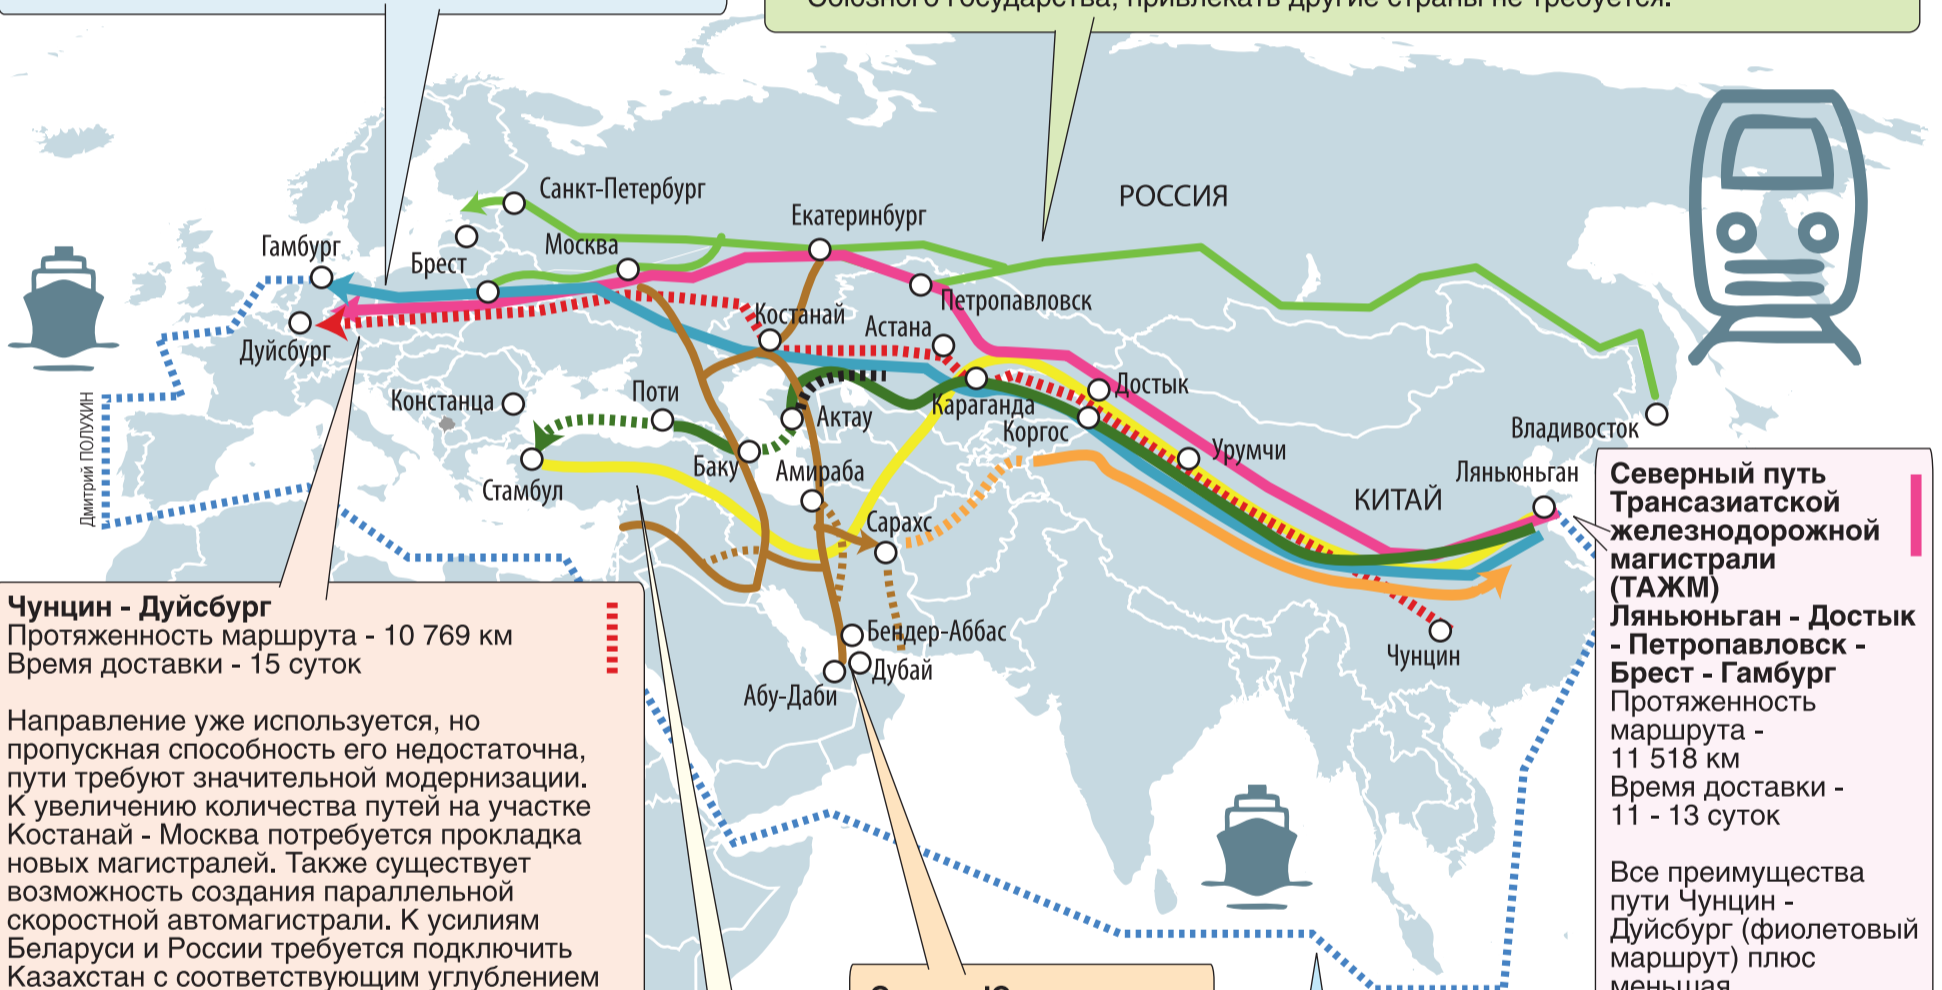 Союзного государства, привлекать другие страны не требуется.
РОССИЯ
Санкт-Петербург
Екатеринбург
Гамбург
Брест
Москва
Петропавловск
Костанай
Астана
Дуйсбург
Достык
Поти
Констанца
Актау
Караганда
Коргос
Владивосток
Урумчи
Баку
Амираба
Ляньюньган
Стамбул
КИТАЙ
Сарахс
Дмитрий ПОЛУХИН
Бендер-Аббас
Дубай
Абу-Даби
Чунцин
Чунцин - Дуйсбург
Протяженность маршрута - 10 769 км
Время доставки - 15 суток
Направление уже используется, но
пропускная способность его недостаточна,
пути требуют значительной модернизации.
К увеличению количества путей на участке
Костанай - Москва потребуется прокладка
новых магистралей. Также существует
возможность создания параллельной
скоростной автомагистрали. К усилиям
Беларуси и России требуется подключить
Казахстан с соответствующим углублением
Северный путь
Трансазиатской
железнодорожной
магистрали
(ТАЖМ)
Ляньюньган - Достык
- Петропавловск -
Брест - Гамбург
Протяженность
маршрута -
11 518 км
Время доставки -
11 - 13 суток
Все преимущества
пути Чунцин -
Дуйсбург (фиолетовый
маршрут) плюс
меньшая